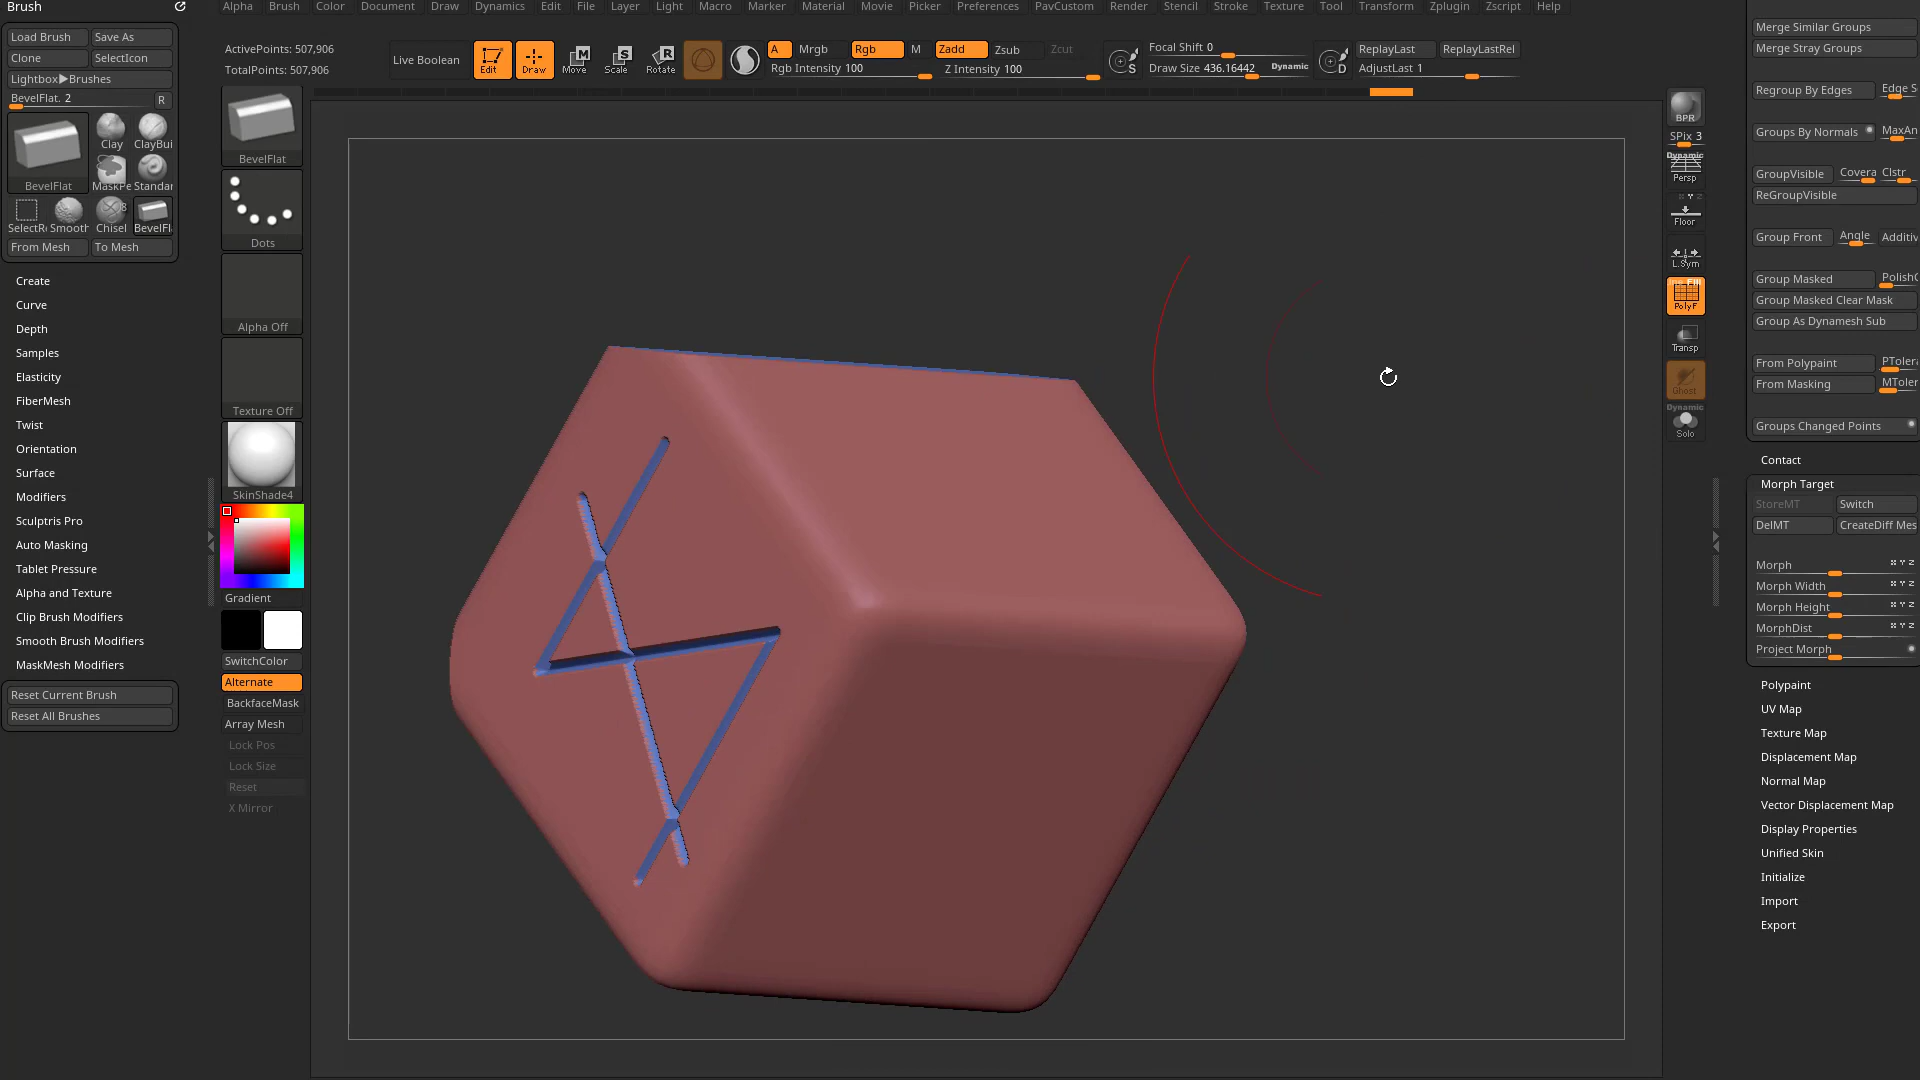 Brush
Alpha Brush Color Document Draw Dynamics Edit File Layer Light Macro Marker Material Movie Picker Preferences PavCustom Render Stencil Stroke Texture Tool Transform Zplugin Zscript Help
Load Brush Save As
Clone SelectIcon
Lightbox▶Brushes
BevelFlat. 2 R
BevelFlat
Clay ClayBui
MaskPe Standar
SelectRe Smooth Chisel 8 BevelFl
From Mesh To Mesh
Create
Curve
Depth
Samples
Elasticity
FiberMesh
Twist
Orientation
Surface
Modifiers
Sculptris Pro
Auto Masking
Tablet Pressure
Alpha and Texture
Clip Brush Modifiers
Smooth Brush Modifiers
MaskMesh Modifiers
Reset Current Brush
Reset All Brushes
ActivePoints: 507,906
TotalPoints: 507,906
Live Boolean
Edit Draw Move Scale Rotate
A Mrgb Rgb M Zadd Zsub Zcut
Rgb Intensity 100 Z Intensity 100
Focal Shift 0
Draw Size 436.16442 Dynamic
S D
ReplayLast ReplayLastRel
AdjustLast 1
BevelFlat
Dots
Alpha Off
Texture Off
SkinShade4
Gradient
SwitchColor
Alternate
BackfaceMask
Array Mesh
Lock Pos
Lock Size
Reset
X Mirror
BPR
SPix 3
Dynamic
Persp
Floor
L.Sym
PolyF
Transp
Ghost
Dynamic
Solo
Merge Similar Groups
Merge Stray Groups
Regroup By Edges Edge S
Groups By Normals MaxAn
GroupVisible Covera Clstr
ReGroupVisible
Group Front Angle Additiv
Group Masked PolishG
Group Masked Clear Mask
Group As Dynamesh Sub
From Polypaint PTolera
From Masking MToler
Groups Changed Points
Contact
Morph Target
StoreMT Switch
DelMT CreateDiff Mes
Morph X Y Z
Morph Width X Y Z
Morph Height X Y Z
MorphDist X Y Z
Project Morph
Polypaint
UV Map
Texture Map
Displacement Map
Normal Map
Vector Displacement Map
Display Properties
Unified Skin
Initialize
Import
Export